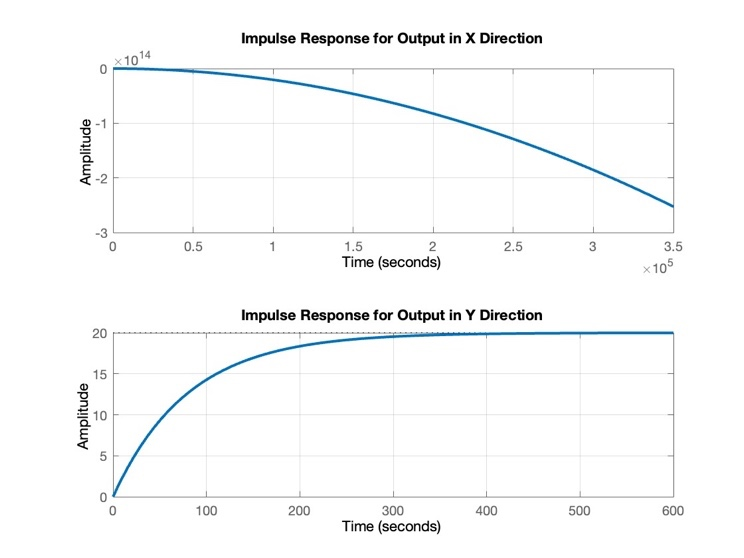 Impulse Response for Output in X Direction
×10^14
0
-1
-2
-3
Amplitude
0 0.5 1 1.5 2 2.5 3 3.5
Time (seconds)
×10^5
Impulse Response for Output in Y Direction
20
15
10
5
0
Amplitude
0 100 200 300 400 500 600
Time (seconds)